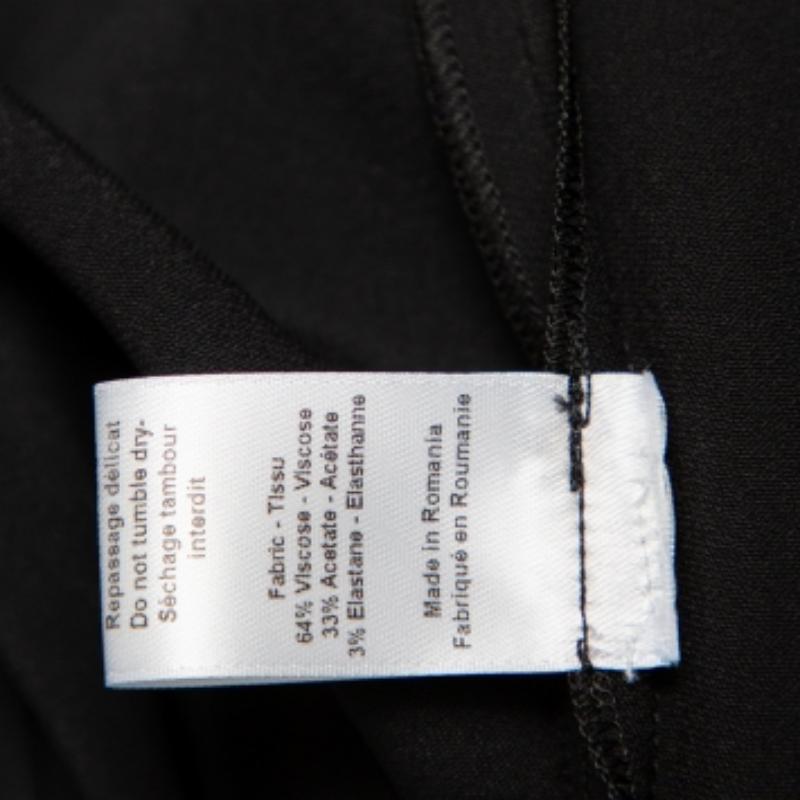 Repassage délicat
Do not tumble dry-
Séchage tambour
interdit
Fabric - Tissu
64% Viscose - Viscose
33% Acetate - Acétate
3% Elastane - Elasthanne
Made in Romania
Fabriqué en Roumanie